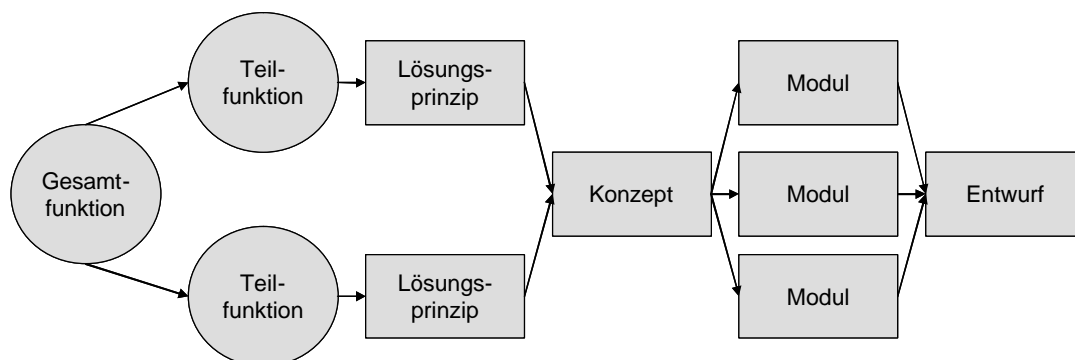 Teil-
funktion
Lösungs-
prinzip
Modul
Gesamt-
funktion
Konzept
Modul
Entwurf
Teil-
funktion
Lösungs-
prinzip
Modul